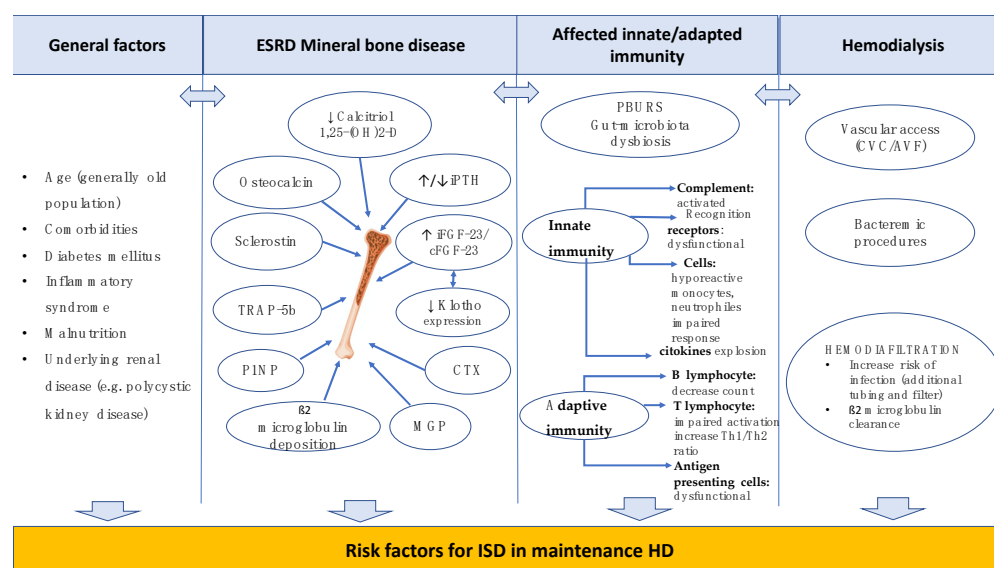 General factors
ESRD Mineral bone disease
Affected innate/adapted
immunity
Hemodialysis
• Age (generally old
population)
• Comorbidities
• Diabetes mellitus
• Inflammatory
syndrome
• Malnutrition
• Underlying renal
disease (e.g. polycystic
kidney disease)
↓Calcitriol
1,25-(OH)2-D
Osteocalcin
↑/↓iPTH
Sclerostin
↑ iFGF-23/
cFGF-23
TRAP-5b
↓Klotho
expression
PINP
CTX
ß2
microglobulin
deposition
MGP
PBURS
Gut-microbiota
dysbiosis
Innate
immunity
Complement:
activated
Recognition
receptors:
dysfunctional
Cells:
hyporeactive
monocytes,
neutrophiles
impaired
response
citokines explosion
Adaptive
immunity
B lymphocyte:
decrease count
T lymphocyte:
impaired activation
increase Th1/Th2
ratio
Antigen
presenting cells:
dysfunctional
Vascular access
(CVC/AVF)
Bacteremic
procedures
HEMODIAFILTRATION
• Increase risk of
infection (additional
tubing and filter)
• ß2 microglobulin
clearance
Risk factors for ISD in maintenance HD